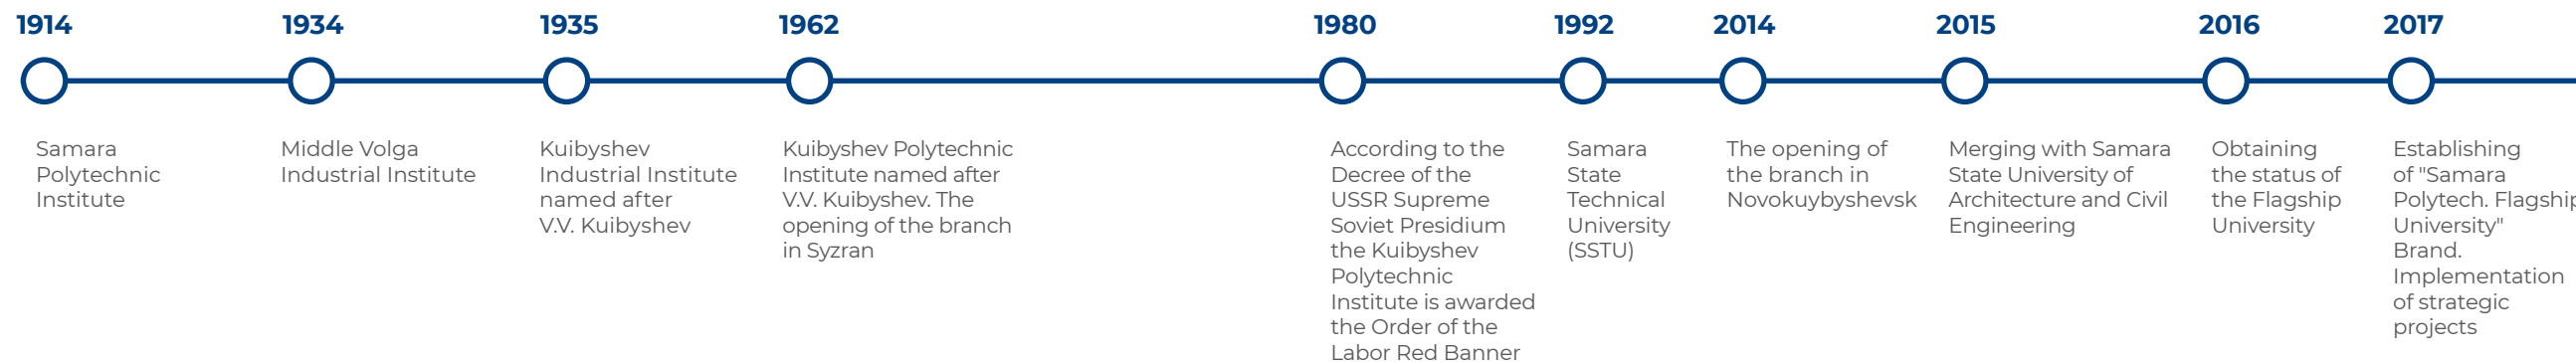 1914
Samara
Polytechnic
Institute
1934
Middle Volga
Industrial Institute
1935
Kuibyshev
Industrial Institute
named after
V.V. Kuibyshev
1962
Kuibyshev Polytechnic
Institute named after
V.V. Kuibyshev. The
opening of the branch
in Syzran
1980
According to the
Decree of the
USSR Supreme
Soviet Presidium
the Kuibyshev
Polytechnic
Institute is awarded
the Order of the
Labor Red Banner
1992
Samara
State
Technical
University
(SSTU)
2014
The opening of
the branch in
Novokuybyshevsk
2015
Merging with Samara
State University of
Architecture and Civil
Engineering
2016
Obtaining
the status of
the Flagship
University
2017
Establishing
of "Samara
Polytech. Flagship
University"
Brand.
Implementation
of strategic
projects